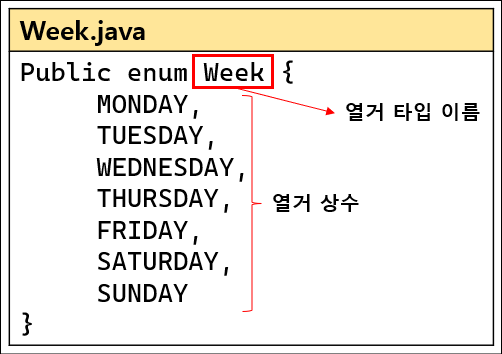 Week.java
Public enum Week {
MONDAY,
TUESDAY,
WEDNESDAY,
THURSDAY,
FRIDAY,
SATURDAY,
SUNDAY
}
열거 타입 이름
열거 상수